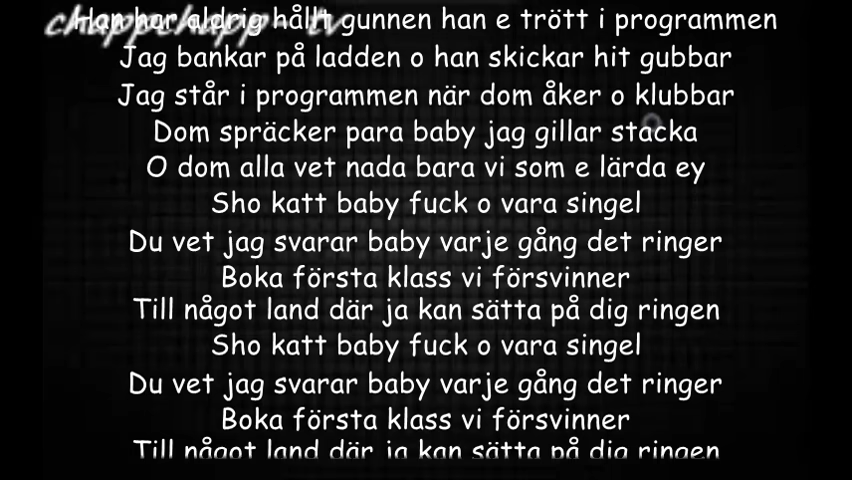 chappchapp - tv
Han har aldrig hållt gunnen han e trött i programmen
Jag bankar på ladden o han skickar hit gubbar
Jag står i programmen när dom åker o klubbar
Dom spräcker para baby jag gillar stacka
O dom alla vet nada bara vi som e lärda ey
Sho katt baby fuck o vara singel
Du vet jag svarar baby varje gång det ringer
Boka första klass vi försvinner
Till något land där ja kan sätta på dig ringen
Sho katt baby fuck o vara singel
Du vet jag svarar baby varje gång det ringer
Boka första klass vi försvinner
Till något land där ja kan sätta på dig ringen